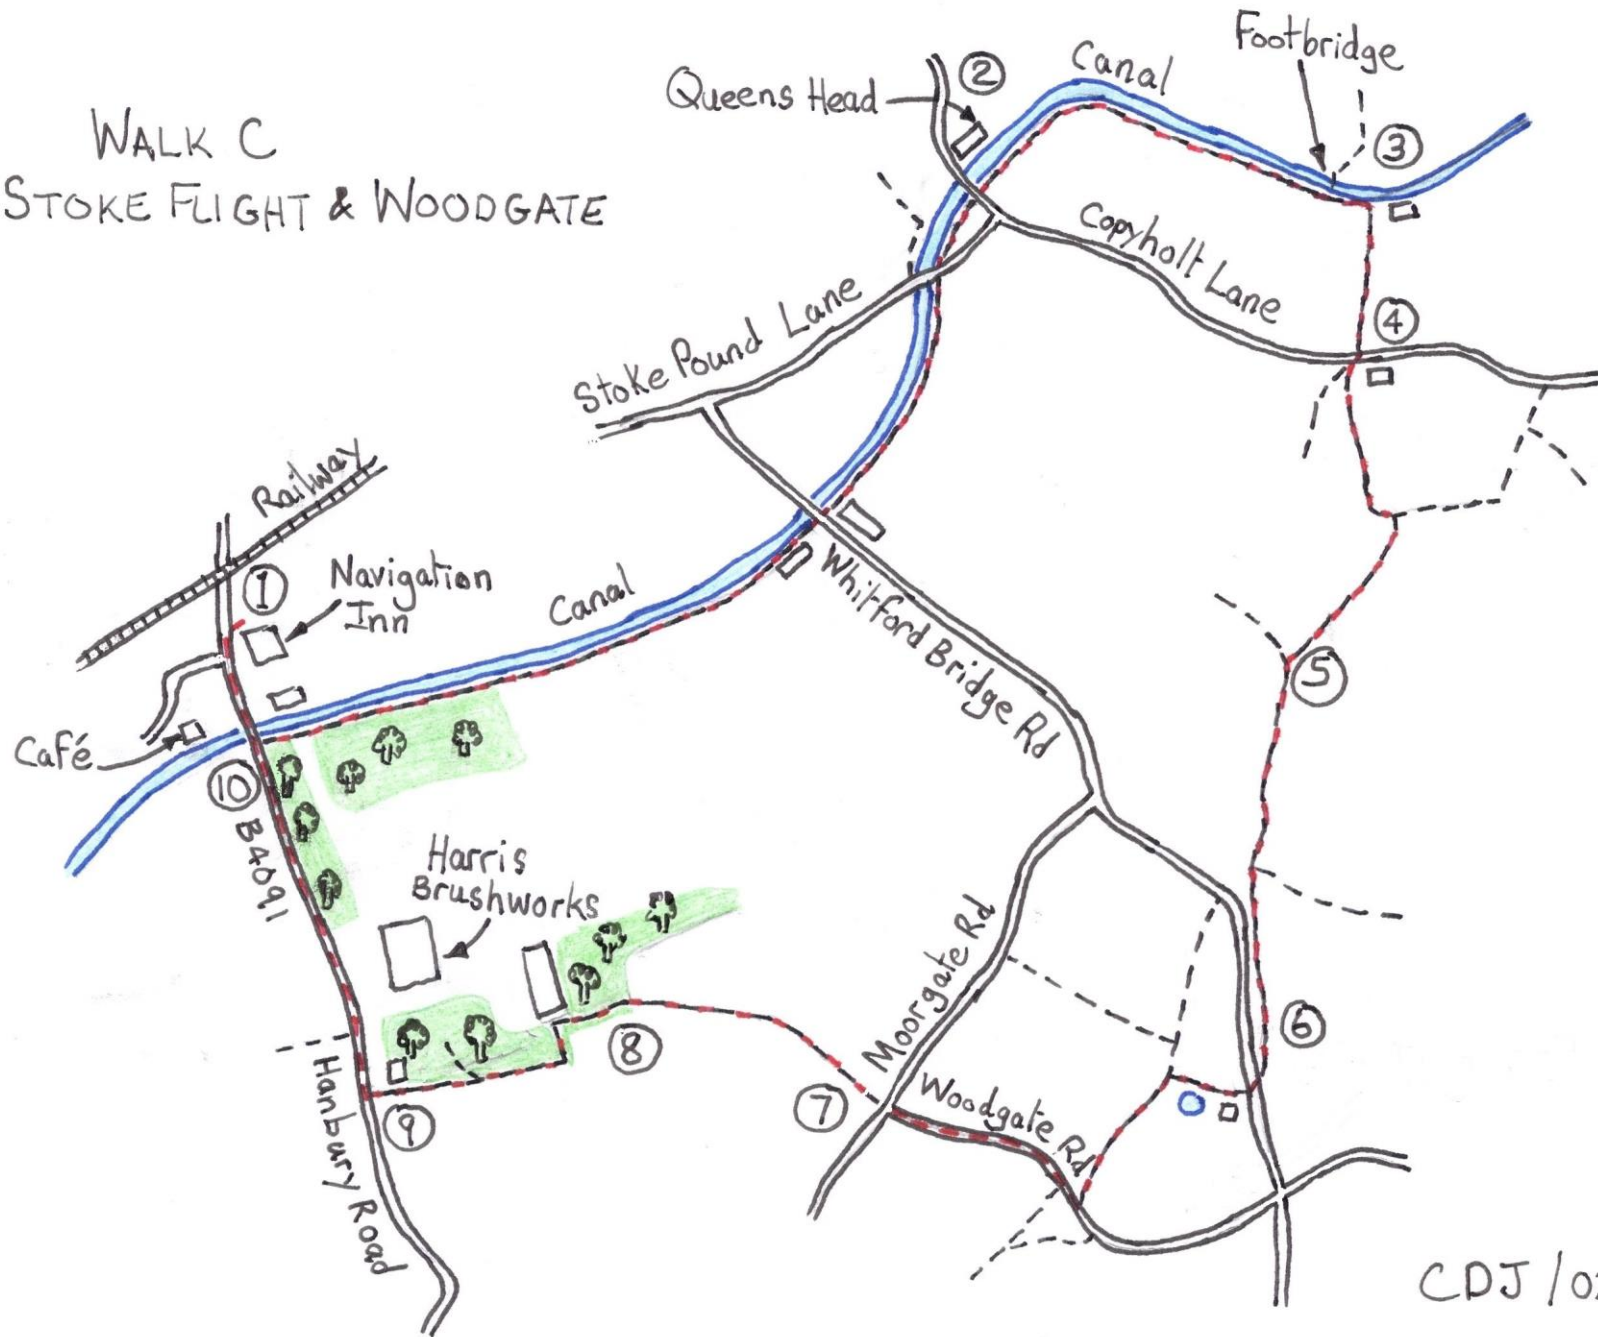 WALK C
STOKE FLIGHT & WOODGATE
Queens Head
②
Canal
Footbridge
③
Copyholt Lane
④
Stoke Pound Lane
Railway
①
Navigation
Inn
Canal
Whitford Bridge Rd
⑤
Café
⑩
B4091
Harris
Brushworks
Moorgate Rd
⑥
⑧
Hanbury Road
⑨
⑦
Woodgate Rd
CDJ /